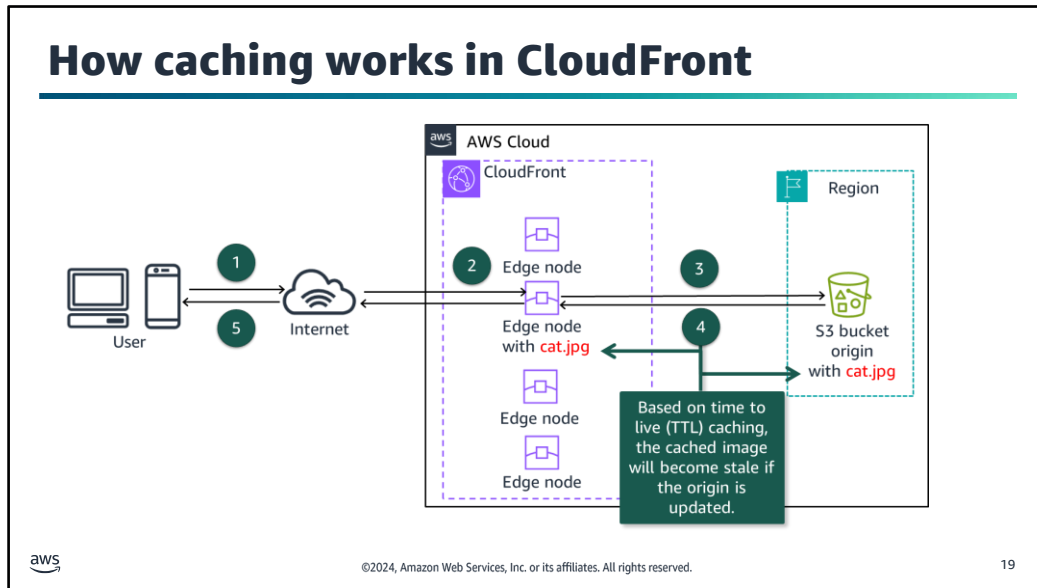 How caching works in CloudFront
aws
AWS Cloud
CloudFront
Region
1
2
3
4
5
User
Internet
Edge node
Edge node
with cat.jpg
Edge node
Edge node
S3 bucket
origin
with cat.jpg
Based on time to
live (TTL) caching,
the cached image
will become stale if
the origin is
updated.
aws
©2024, Amazon Web Services, Inc. or its affiliates. All rights reserved.
19